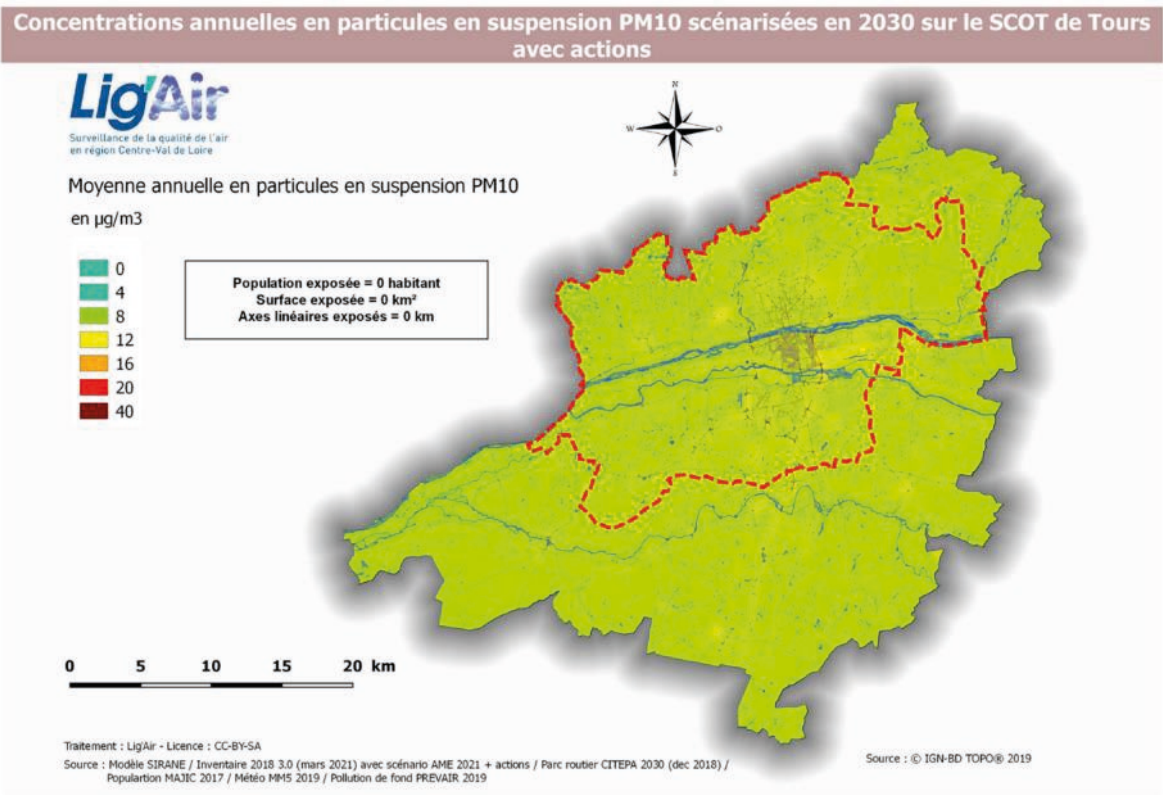 Concentrations annuelles en particules en suspension PM10 scénarisées en 2030 sur le SCOT de Tours
avec actions
Lig'Air
Surveillance de la qualité de l'air
en région Centre-Val de Loire
N
W
O
S
Moyenne annuelle en particules en suspension PM10
en µg/m3
0
4
8
12
16
20
40
Population exposée = 0 habitant
Surface exposée = 0 km²
Axes linéaires exposés = 0 km
0 5 10 15 20 km
Traitement : Lig'Air - Licence : CC-BY-SA
Source : Modèle SIRANE / Inventaire 2018 3.0 (mars 2021) avec scénario AME 2021 + actions / Parc routier CITEPA 2030 (dec 2018) /
Populartion MAJIC 2017 / Météo MM5 2019 / Pollution de fond PREVAIR 2019
Source : © IGN-BD TOPO® 2019